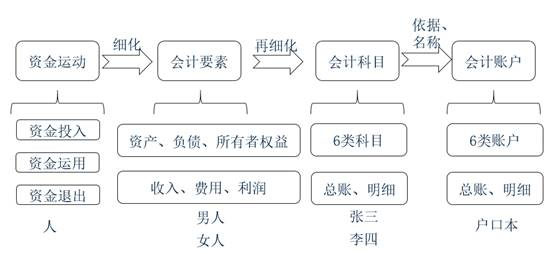 细化
再细化
依据、
名称
资金运动
会计要素
会计科目
会计账户
资金投入
资金运用
资金退出
人
资产、负债、所有者权益
收入、费用、利润
男人
女人
6类科目
总账、明细
张三
李四
6类账户
总账、明细
户口本